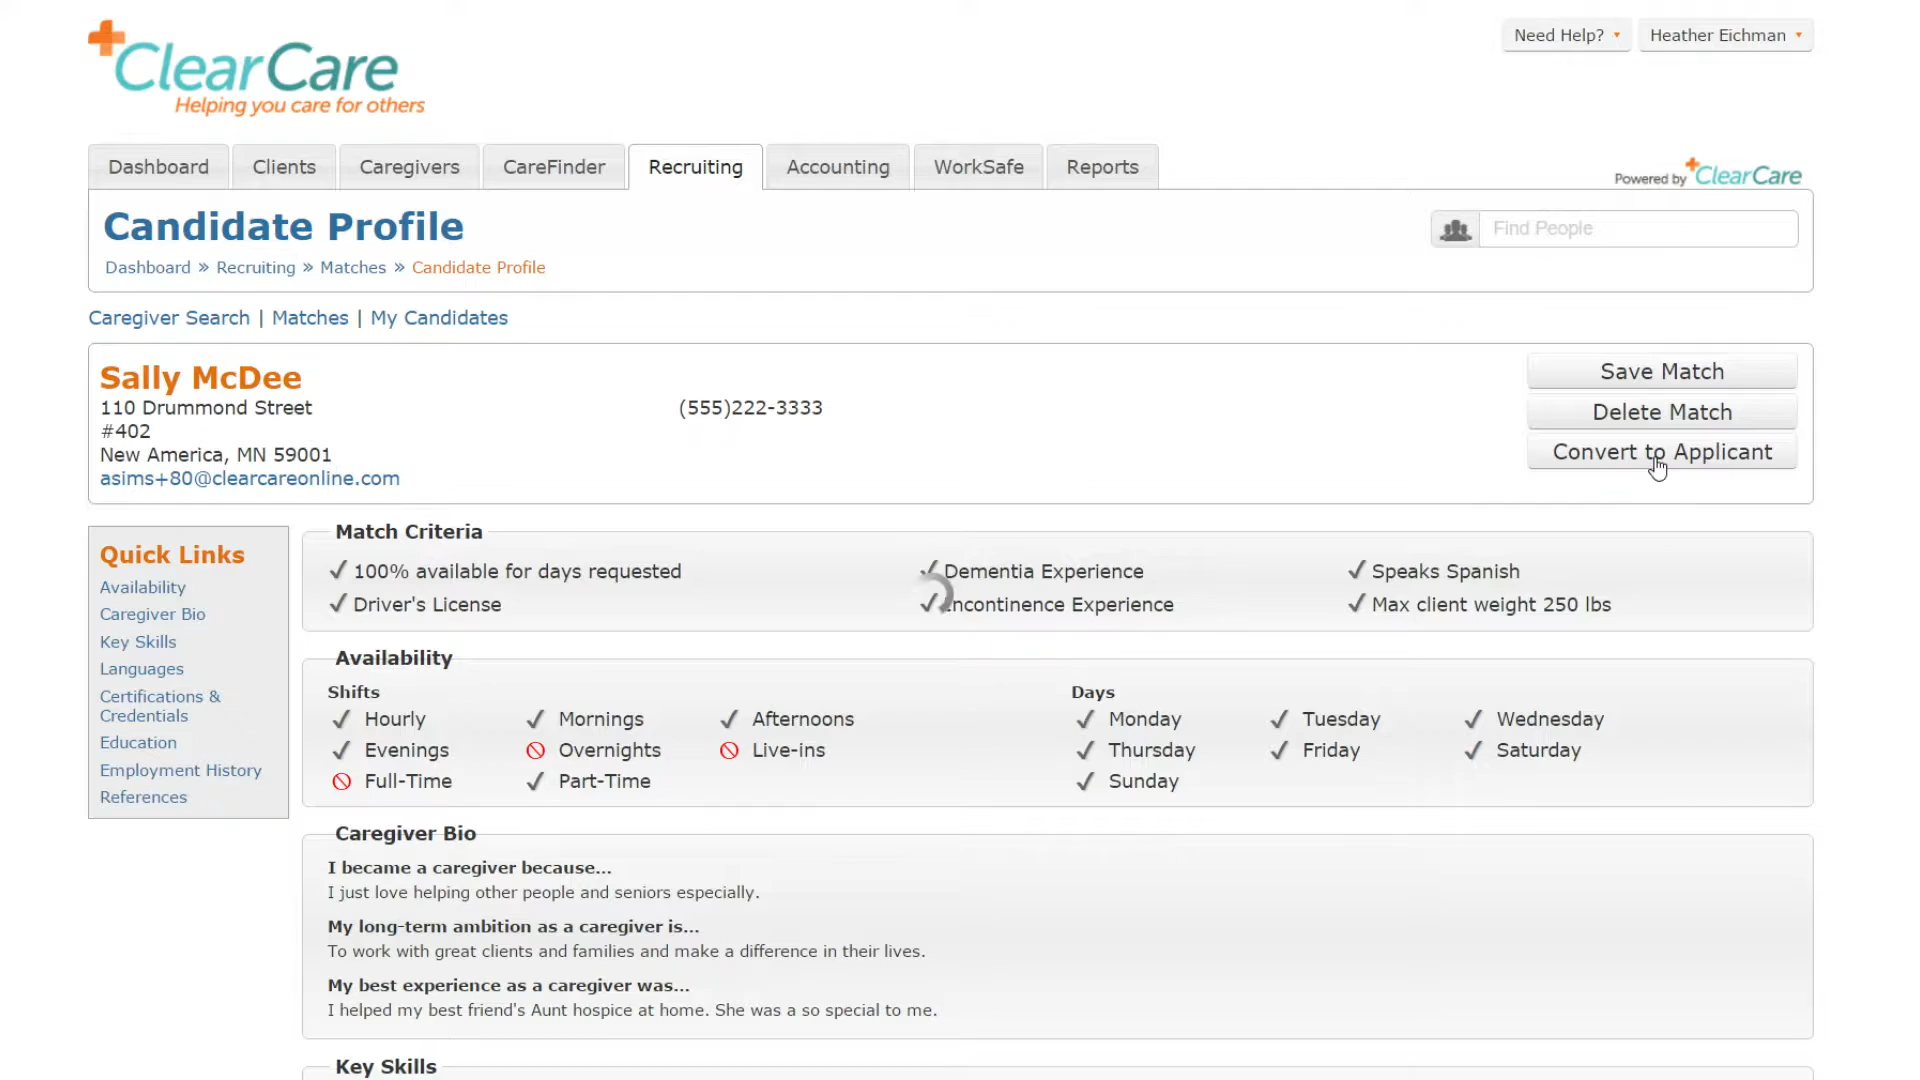 ClearCare
Helping you care for others
Need Help?
Heather Eichman
Dashboard
Clients
Caregivers
CareFinder
Recruiting
Accounting
WorkSafe
Reports
Powered by ClearCare
Candidate Profile
Find People
Dashboard » Recruiting » Matches » Candidate Profile
Caregiver Search | Matches | My Candidates
Sally McDee
110 Drummond Street
#402
New America, MN 59001
asims+80@clearcareonline.com
(555)222-3333
Save Match
Delete Match
Convert to Applicant
Quick Links
Availability
Caregiver Bio
Key Skills
Languages
Certifications &
Credentials
Education
Employment History
References
Match Criteria
100% available for days requested
Dementia Experience
Speaks Spanish
Driver's License
Incontinence Experience
Max client weight 250 lbs
Availability
Shifts
Hourly
Mornings
Afternoons
Evenings
Overnights
Live-ins
Full-Time
Part-Time
Days
Monday
Tuesday
Wednesday
Thursday
Friday
Saturday
Sunday
Caregiver Bio
I became a caregiver because...
I just love helping other people and seniors especially.
My long-term ambition as a caregiver is...
To work with great clients and families and make a difference in their lives.
My best experience as a caregiver was...
I helped my best friend's Aunt hospice at home. She was a so special to me.
Key Skills